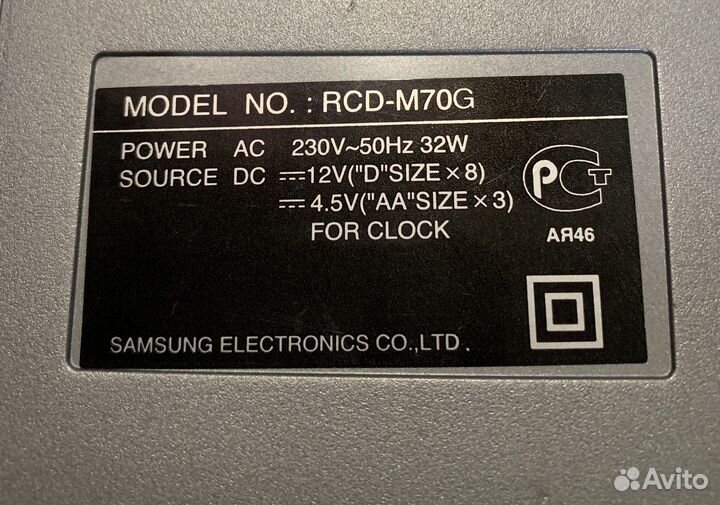 MODEL NO. : RCD-M70G
POWER AC 230V~50Hz 32W
SOURCE DC ⎓12V("D"SIZE × 8)
⎓ 4.5V("AA"SIZE × 3)
FOR CLOCK
РСТ
АЯ46
SAMSUNG ELECTRONICS CO.,LTD.
Avito